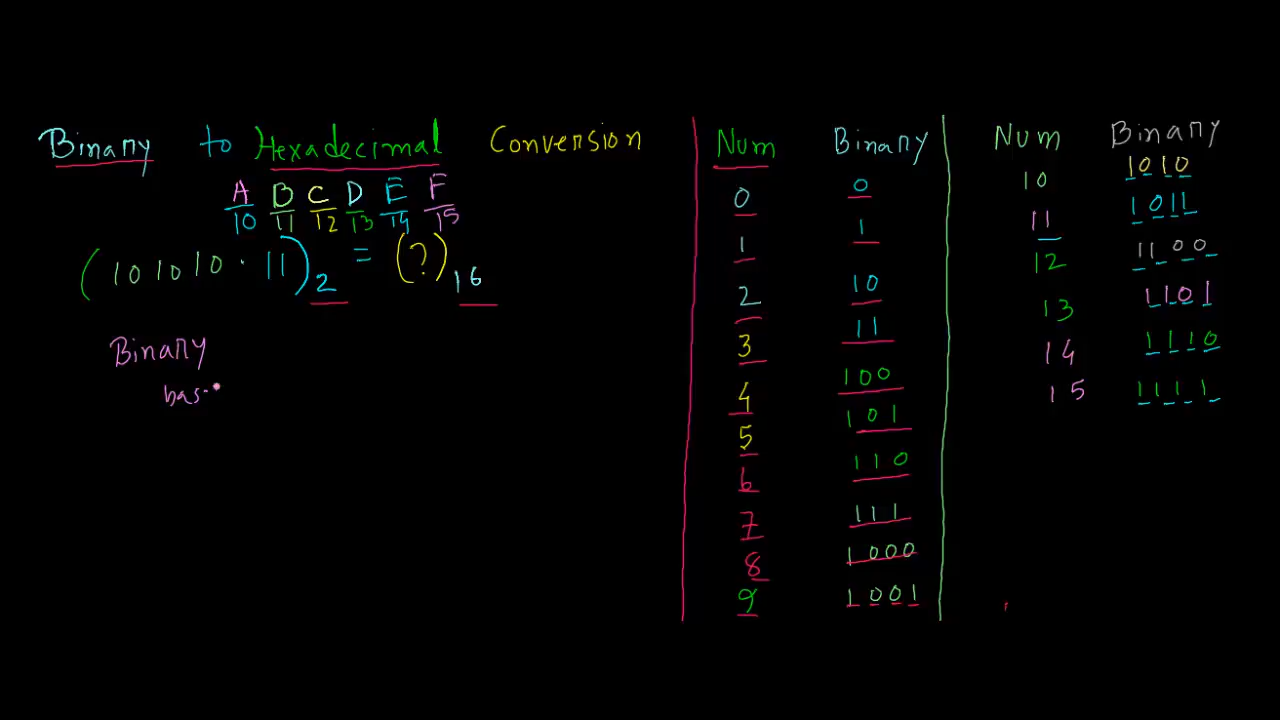 Binary to Hexadecimal Conversion
A B C D E F
10 11 12 13 14 15
(101010.11)2 = (?)16
Binary
bas
Num Binary
0 0
1 1
2 10
3 11
4 100
5 101
6 110
7 111
8 1000
9 1001
Num Binary
10 1010
11 1011
12 1100
13 1101
14 1110
15 1111